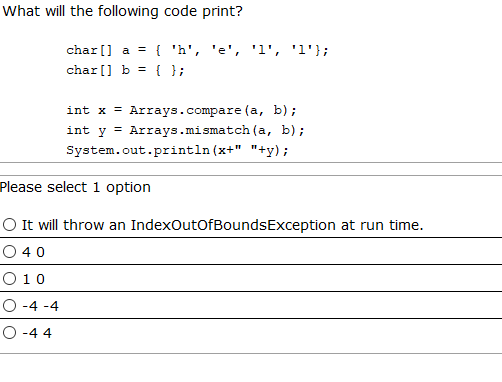 What will the following code print?
char[] a = { 'h', 'e', 'l', 'l'};
char[] b = { };
int x = Arrays.compare(a, b);
int y = Arrays.mismatch(a, b);
System.out.println(x+" "+y);
Please select 1 option
It will throw an IndexOutOfBoundsException at run time.
4 0
1 0
-4 -4
-4 4